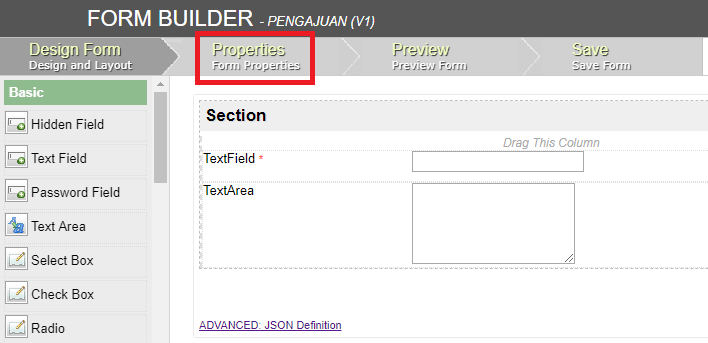 FORM BUILDER - PENGAJUAN (V1)
Design Form
Design and Layout
Properties
Form Properties
Preview
Preview Form
Save
Save Form
Basic
Hidden Field
Text Field
Password Field
Text Area
Select Box
Check Box
Radio
Section
Drag This Column
TextField *
TextArea
ADVANCED: JSON Definition